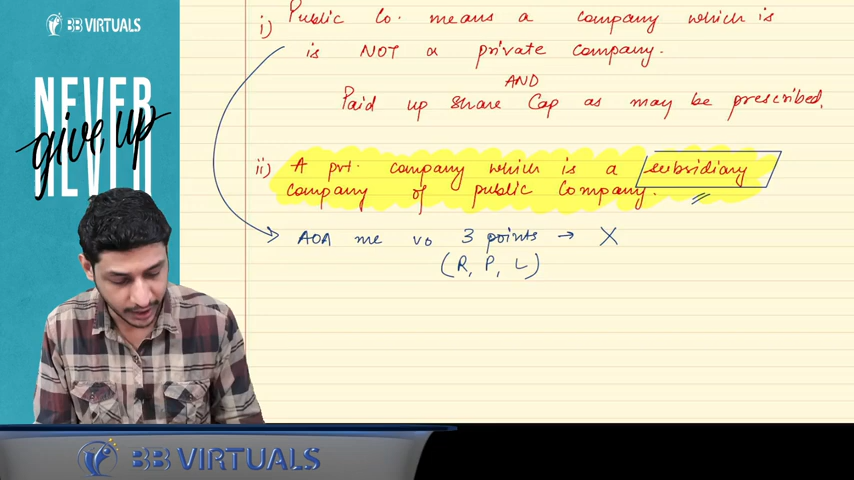 BB VIRTUALS
NEVER
give up
NEVER
i) Public Co. means a company which is
is NOT a private company.
AND
Paid up share Cap as may be prescribed.
ii) A pvt. company which is a subsidiary
company of public Company.
AOA me vo 3 points → X
(R, P, L)
BB VIRTUALS